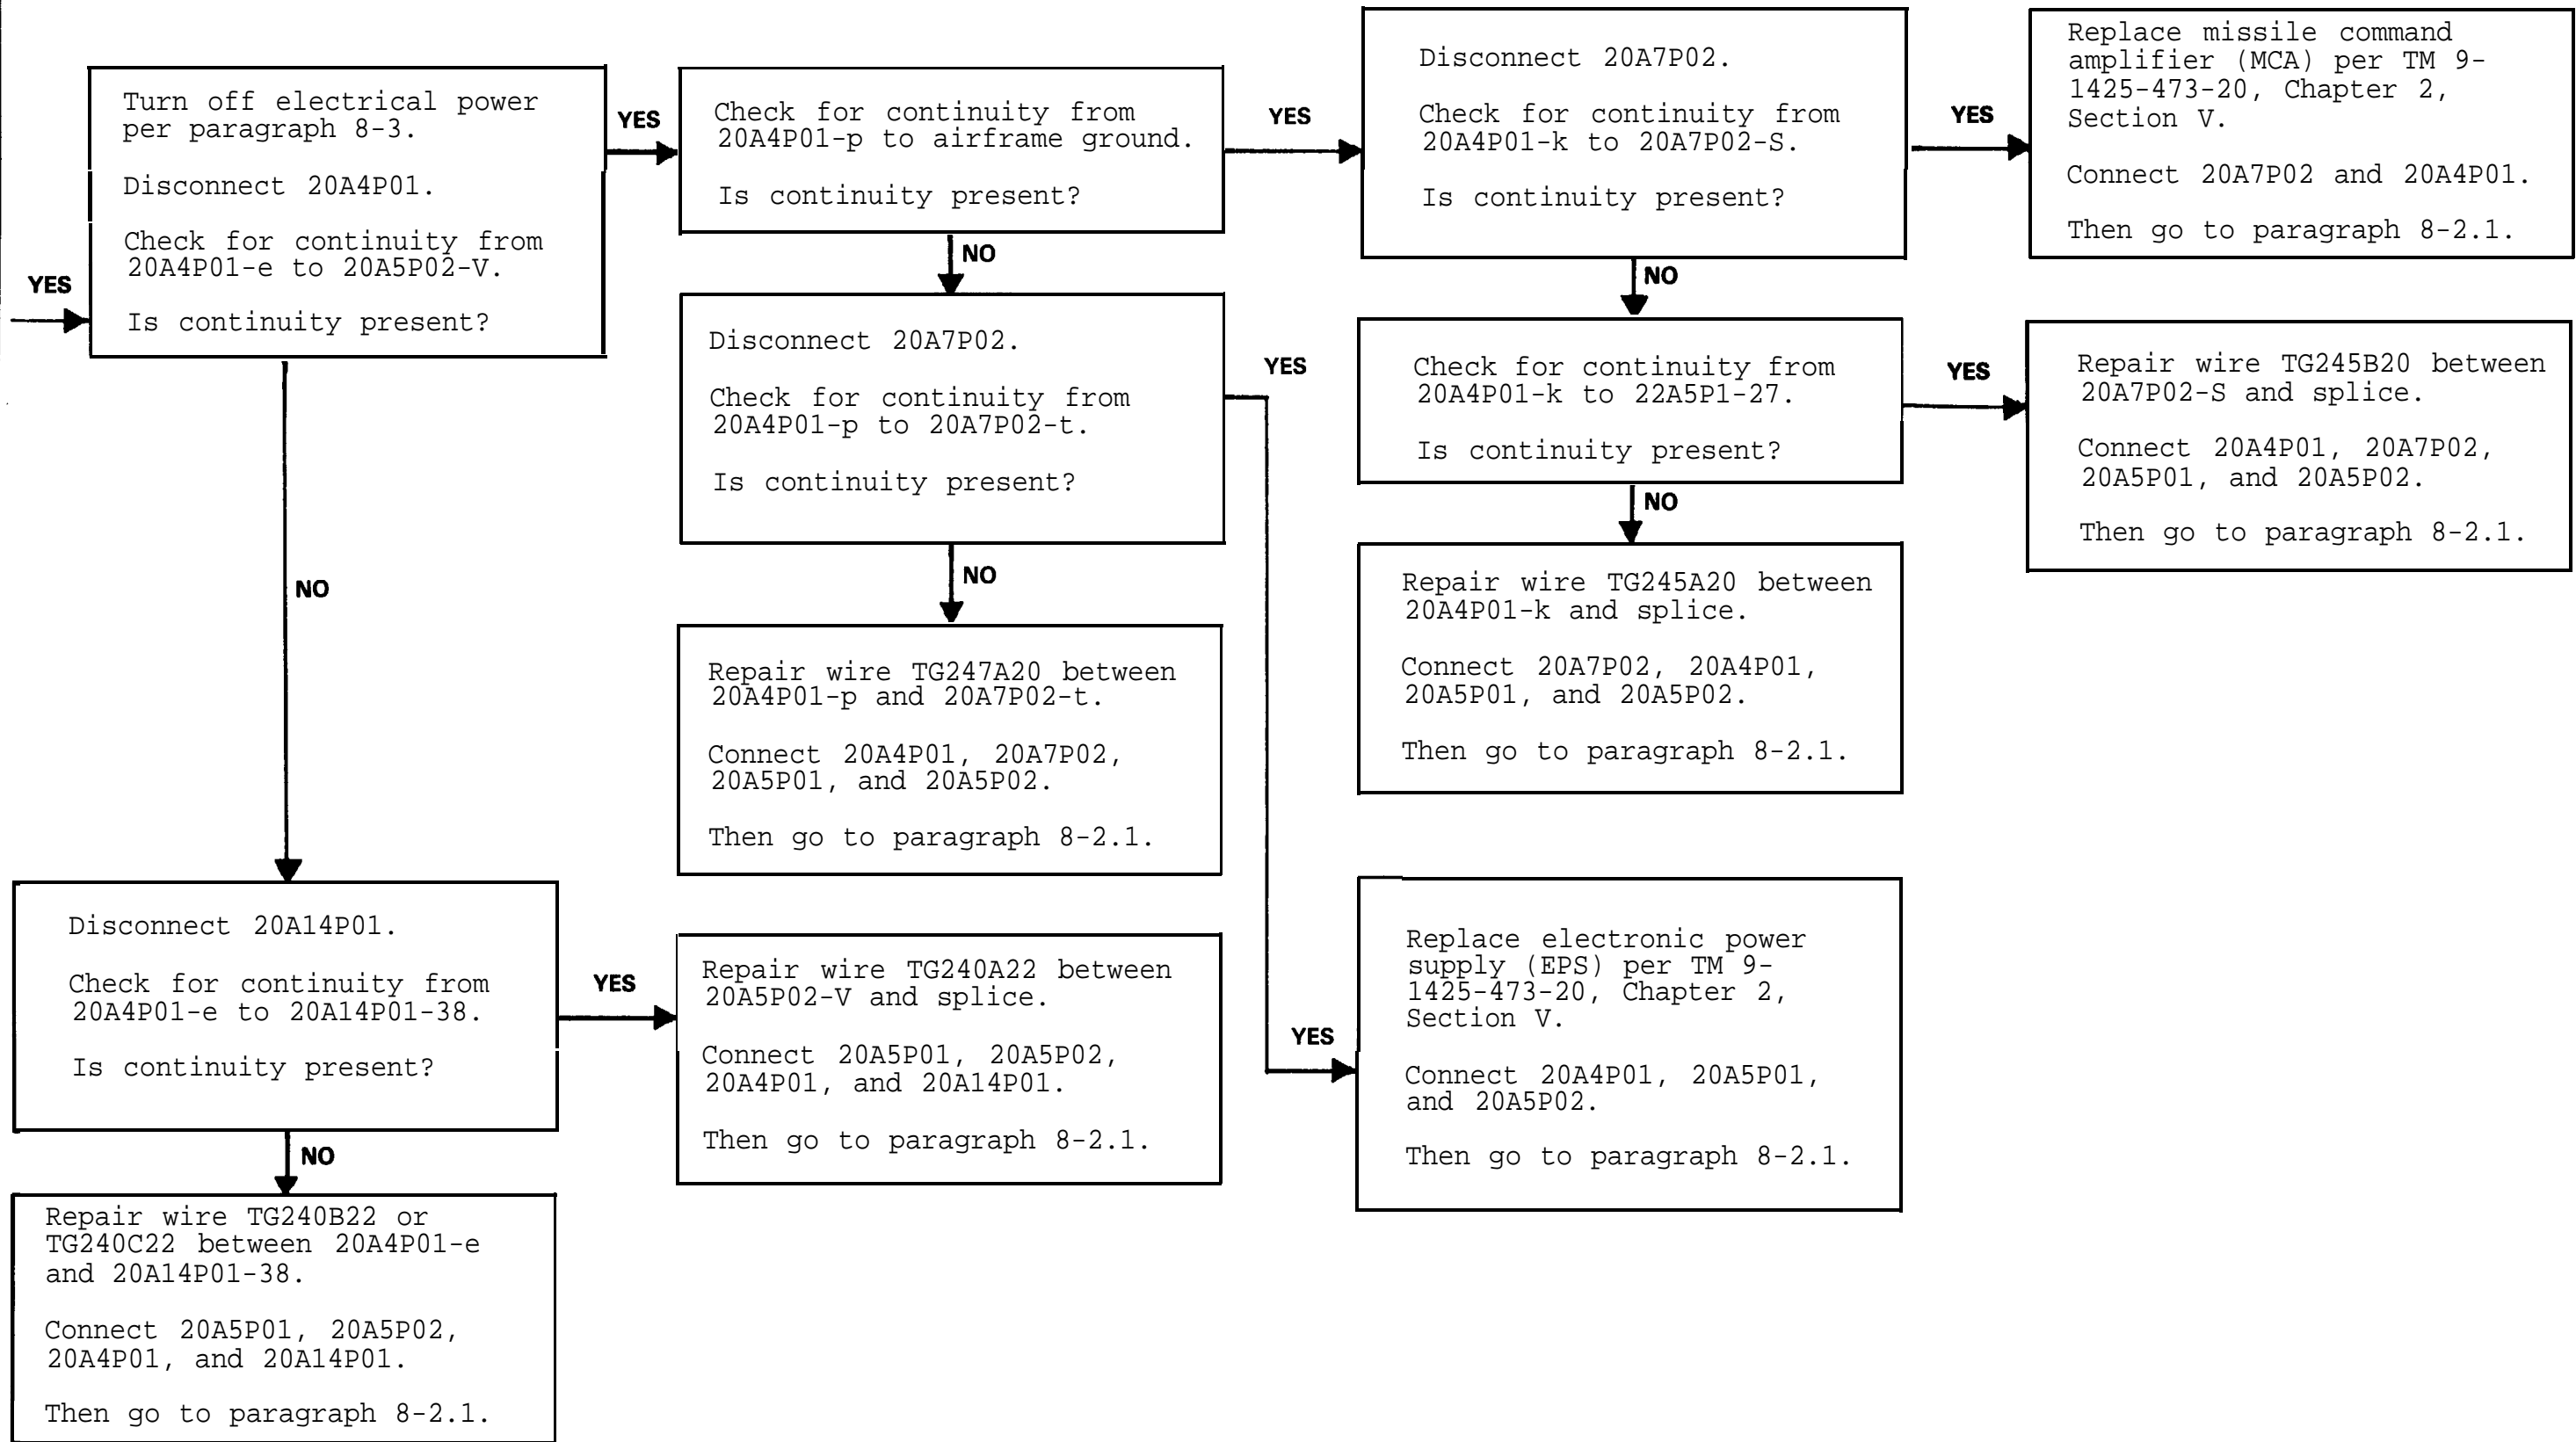 YES
Turn off electrical power
per paragraph 8-3.
Disconnect 20A4P01.
Check for continuity from
20A4P01-e to 20A5P02-V.
Is continuity present?
YES
Check for continuity from
20A4P01-p to airframe ground.
Is continuity present?
YES
Disconnect 20A7P02.
Check for continuity from
20A4P01-k to 20A7P02-S.
Is continuity present?
YES
Replace missile command
amplifier (MCA) per TM 9-
1425-473-20, Chapter 2,
Section V.
Connect 20A7P02 and 20A4P01.
Then go to paragraph 8-2.1.
NO
Disconnect 20A7P02.
Check for continuity from
20A4P01-p to 20A7P02-t.
Is continuity present?
YES
NO
Check for continuity from
20A4P01-k to 22A5P1-27.
Is continuity present?
YES
Repair wire TG245B20 between
20A7P02-S and splice.
Connect 20A4P01, 20A7P02,
20A5P01, and 20A5P02.
Then go to paragraph 8-2.1.
NO
NO
Repair wire TG247A20 between
20A4P01-p and 20A7P02-t.
Connect 20A4P01, 20A7P02,
20A5P01, and 20A5P02.
Then go to paragraph 8-2.1.
NO
Repair wire TG245A20 between
20A4P01-k and splice.
Connect 20A7P02, 20A4P01,
20A5P01, and 20A5P02.
Then go to paragraph 8-2.1.
Disconnect 20A14P01.
Check for continuity from
20A4P01-e to 20A14P01-38.
Is continuity present?
YES
Repair wire TG240A22 between
20A5P02-V and splice.
Connect 20A5P01, 20A5P02,
20A4P01, and 20A14P01.
Then go to paragraph 8-2.1.
YES
Replace electronic power
supply (EPS) per TM 9-
1425-473-20, Chapter 2,
Section V.
Connect 20A4P01, 20A5P01,
and 20A5P02.
Then go to paragraph 8-2.1.
NO
Repair wire TG240B22 or
TG240C22 between 20A4P01-e
and 20A14P01-38.
Connect 20A5P01, 20A5P02,
20A4P01, and 20A14P01.
Then go to paragraph 8-2.1.